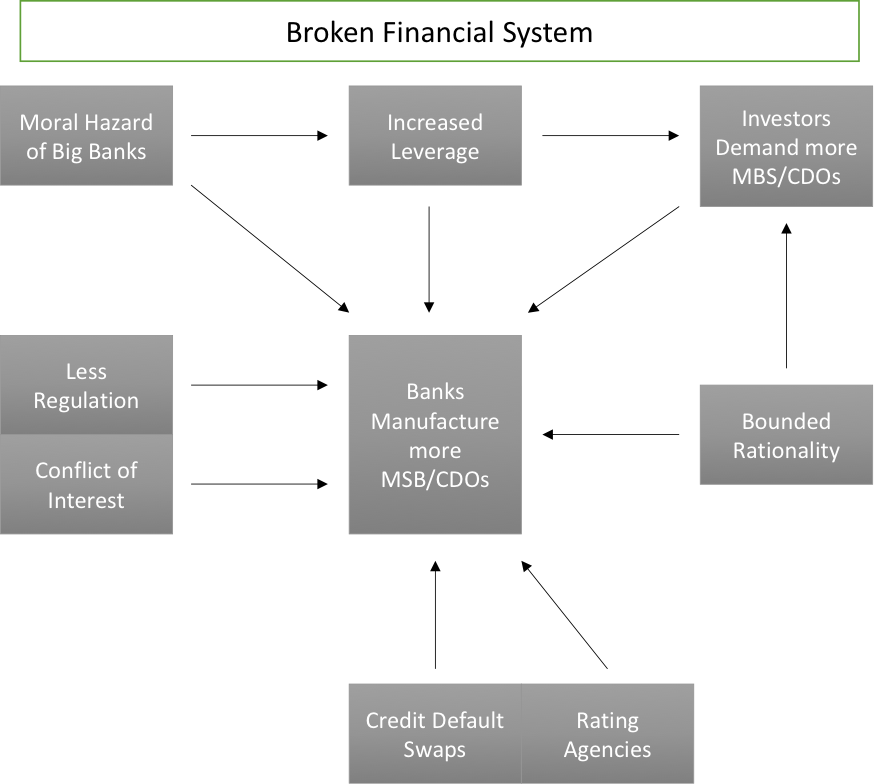 Broken Financial System
Moral Hazard
of Big Banks
Increased
Leverage
Investors
Demand more
MBS/CDOs
Less
Regulation
Conflict of
Interest
Banks
Manufacture
more
MSB/CDOs
Bounded
Rationality
Credit Default
Swaps
Rating
Agencies